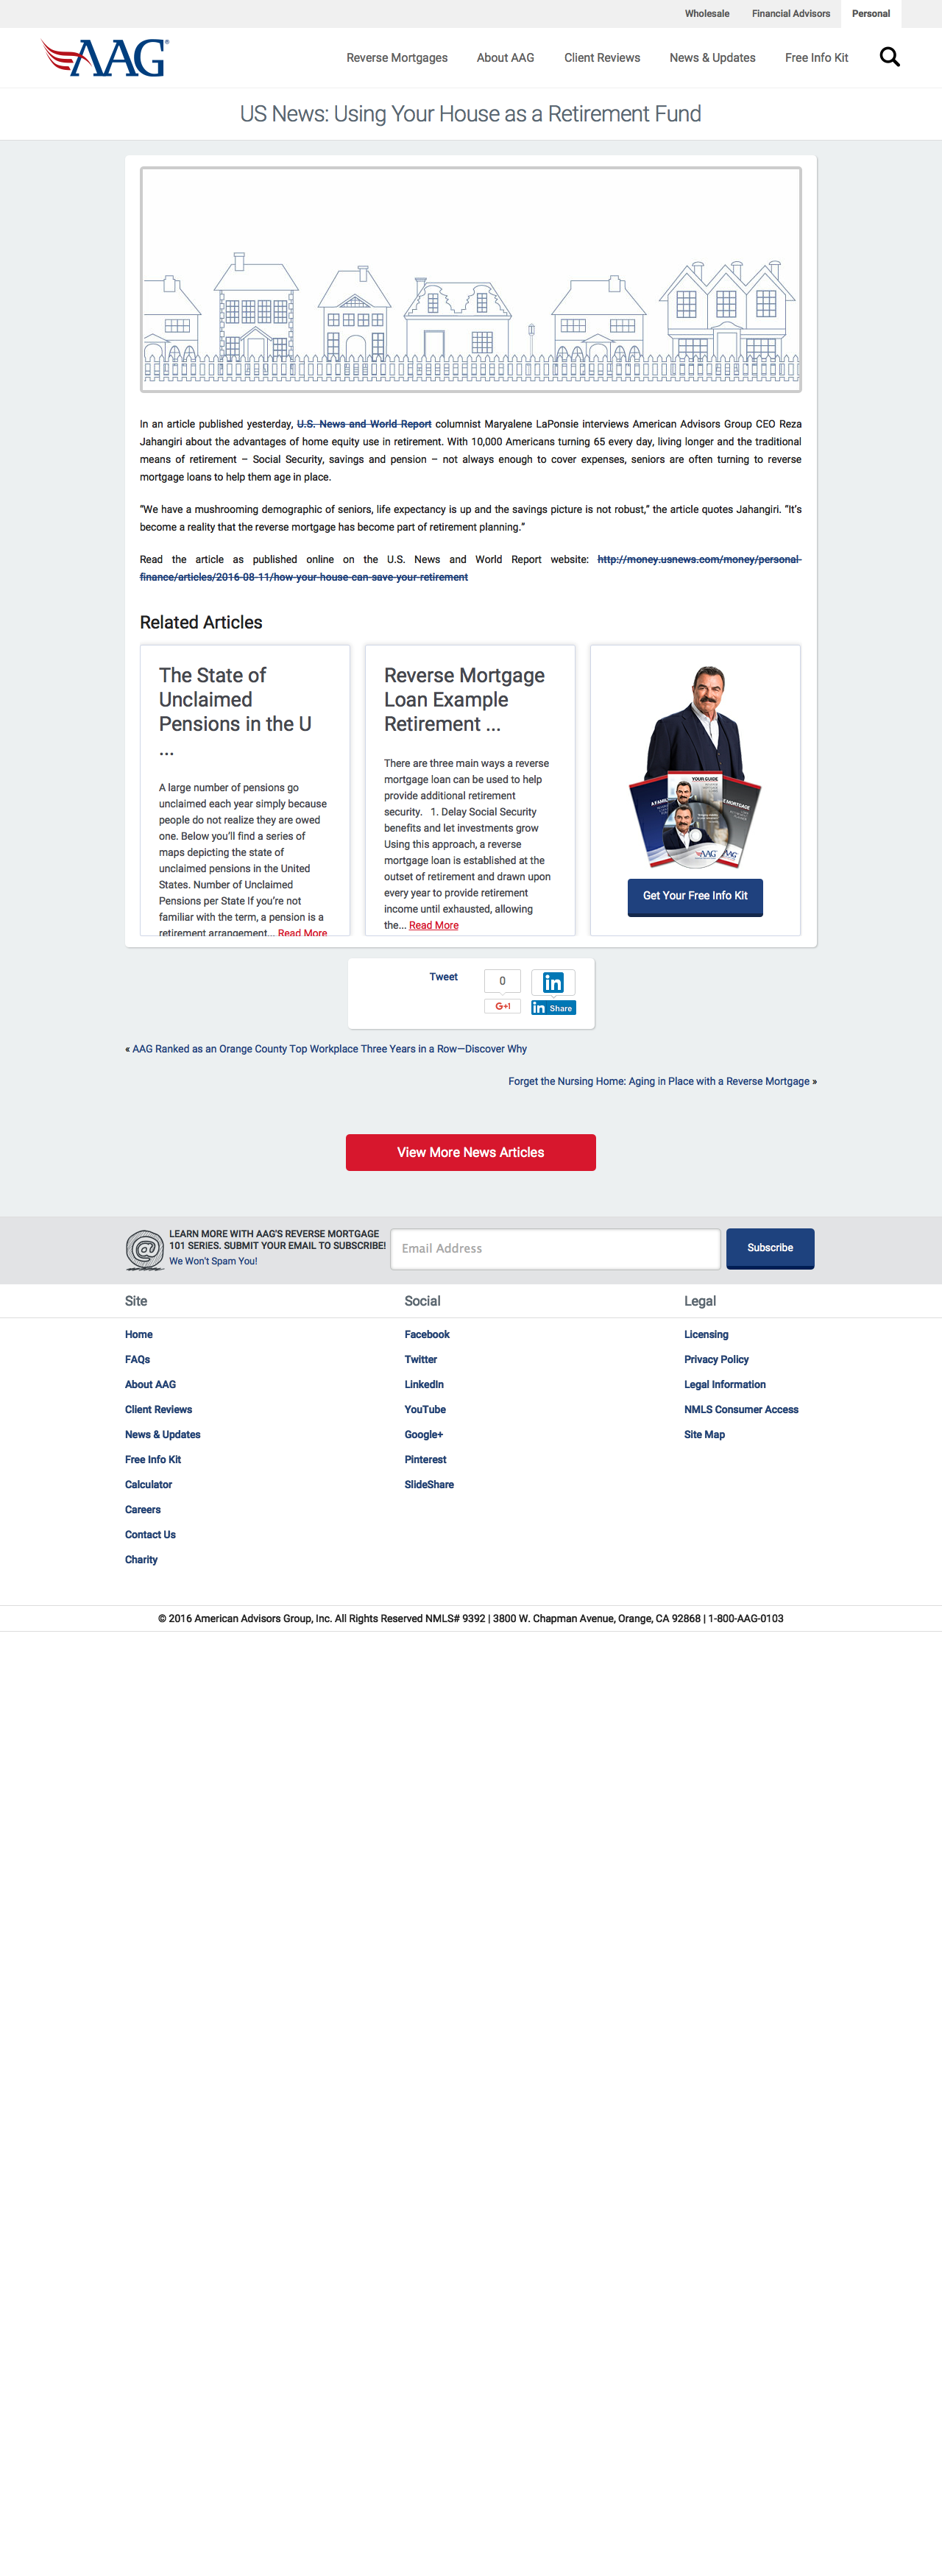 Wholesale
Financial Advisors
Personal
AAG®
Reverse Mortgages
About AAG
Client Reviews
News & Updates
Free Info Kit
US News: Using Your House as a Retirement Fund
In an article published yesterday, U.S. News and World Report columnist Maryalene LaPonsie interviews American Advisors Group CEO Reza
Jahangiri about the advantages of home equity use in retirement. With 10,000 Americans turning 65 every day, living longer and the traditional
means of retirement – Social Security, savings and pension – not always enough to cover expenses, seniors are often turning to reverse
mortgage loans to help them age in place.
“We have a mushrooming demographic of seniors, life expectancy is up and the savings picture is not robust,” the article quotes Jahangiri. “It’s
become a reality that the reverse mortgage has become part of retirement planning.”
Read the article as published online on the U.S. News and World Report website: http://money.usnews.com/money/personal-
finance/articles/2016-08-11/how-your-house-can-save-your-retirement
Related Articles
The State of
Unclaimed
Pensions in the U
...
A large number of pensions go
unclaimed each year simply because
people do not realize they are owed
one. Below you’ll find a series of
maps depicting the state of
unclaimed pensions in the United
States. Number of Unclaimed
Pensions per State If you’re not
familiar with the term, a pension is a
retirement arrangement... Read More
Reverse Mortgage
Loan Example
Retirement ...
There are three main ways a reverse
mortgage loan can be used to help
provide additional retirement
security.   1. Delay Social Security
benefits and let investments grow
Using this approach, a reverse
mortgage loan is established at the
outset of retirement and drawn upon
every year to provide retirement
income until exhausted, allowing
the... Read More
YOUR GUIDE
A FAMIL
E MORTGAGE
AAG
AAG
Get Your Free Info Kit
Tweet
0
G+1
in
in Share
« AAG Ranked as an Orange County Top Workplace Three Years in a Row—Discover Why
Forget the Nursing Home: Aging in Place with a Reverse Mortgage »
View More News Articles
@
LEARN MORE WITH AAG'S REVERSE MORTGAGE
101 SERIES. SUBMIT YOUR EMAIL TO SUBSCRIBE!
We Won't Spam You!
Email Address
Subscribe
Site
Home
FAQs
About AAG
Client Reviews
News & Updates
Free Info Kit
Calculator
Careers
Contact Us
Charity
Social
Facebook
Twitter
LinkedIn
YouTube
Google+
Pinterest
SlideShare
Legal
Licensing
Privacy Policy
Legal Information
NMLS Consumer Access
Site Map
© 2016 American Advisors Group, Inc. All Rights Reserved NMLS# 9392 | 3800 W. Chapman Avenue, Orange, CA 92868 | 1-800-AAG-0103